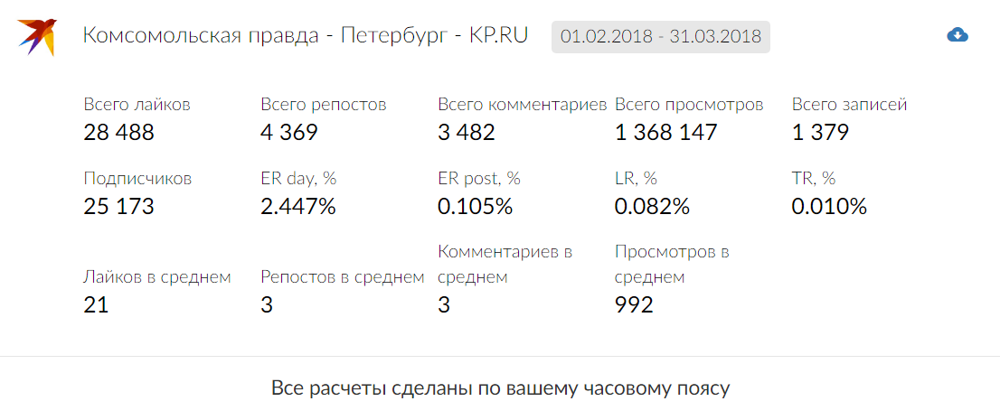 Комсомольская правда - Петербург - KP.RU 01.02.2018 - 31.03.2018
Всего лайков Всего репостов Всего комментариев Всего просмотров Всего записей
28 488 4 369 3 482 1 368 147 1 379
Подписчиков ER day, % ER post, % LR, % TR, %
25 173 2.447% 0.105% 0.082% 0.010%
Комментариев в Просмотров в
Лайков в среднем Репостов в среднем среднем среднем
21 3 3 992
Все расчеты сделаны по вашему часовому поясу